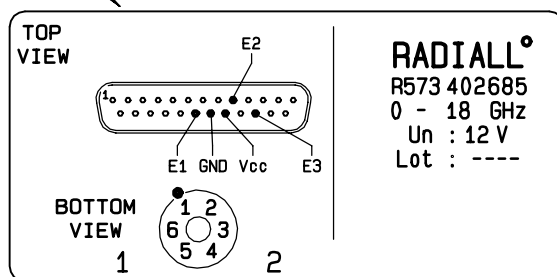 TOP
VIEW
E2
1
E1 GND Vcc E3
BOTTOM
VIEW
1 2
6 3
5 4
1 2
RADIALL°
R573 402685
0 - 18 GHz
Un : 12 V
Lot : ----